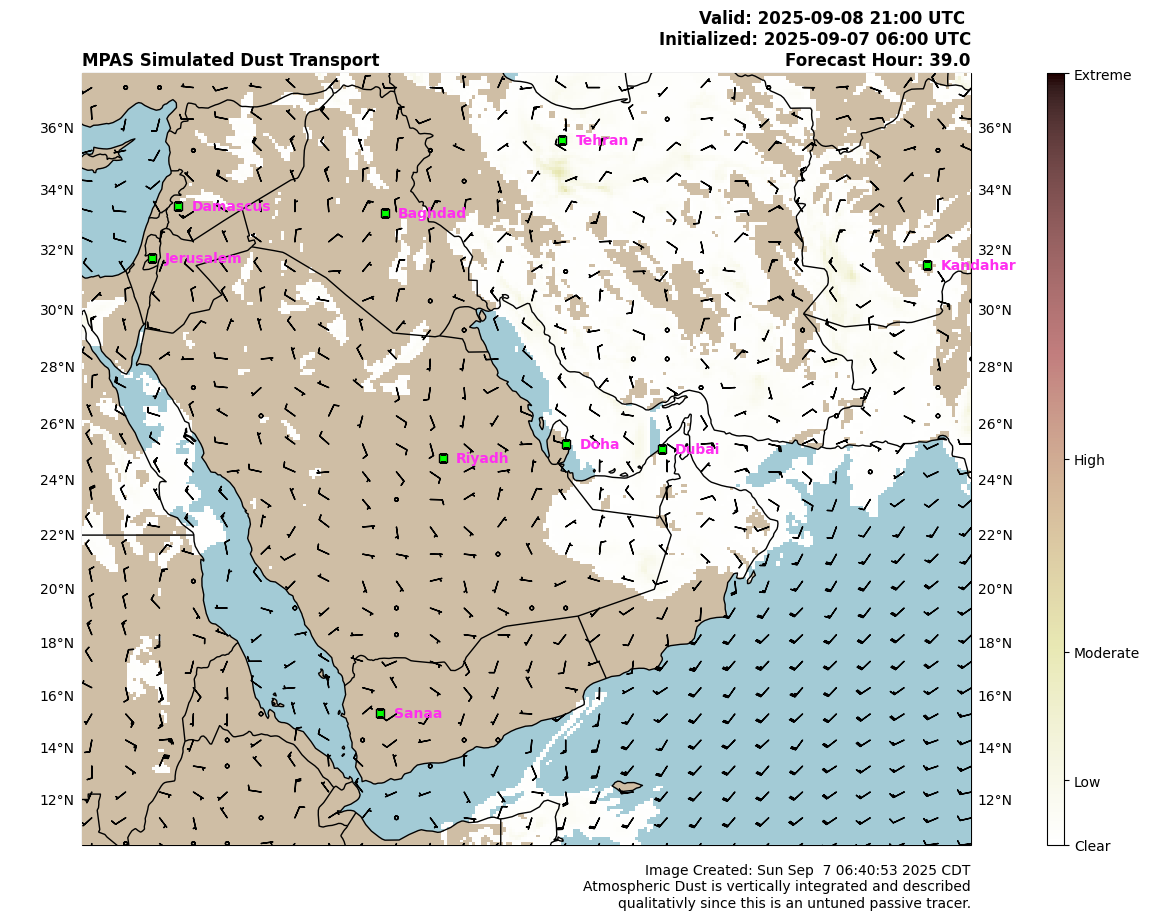 Valid: 2025-09-08 21:00 UTC
Initialized: 2025-09-07 06:00 UTC
MPAS Simulated Dust Transport
Forecast Hour: 39.0
Extreme
36°N
36°N
Tehran
34°N
34°N
Damascus
Baghdad
32°N
32°N
Jerusalem
Kandahar
30°N
30°N
28°N
28°N
26°N
26°N
Doha
Dubai
Riyadh
High
24°N
24°N
22°N
22°N
20°N
20°N
18°N
18°N
Moderate
16°N
16°N
Sanaa
14°N
14°N
Low
12°N
12°N
Clear
Image Created: Sun Sep  7 06:40:53 2025 CDT
Atmospheric Dust is vertically integrated and described
qualitativly since this is an untuned passive tracer.